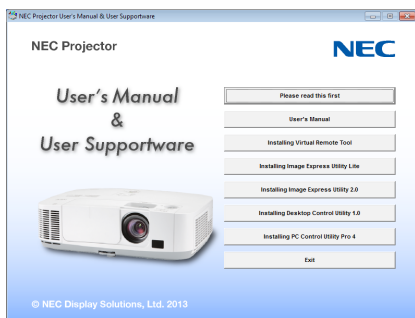 NEC Projector User's Manual & User Supportware
NEC Projector
NEC
User's Manual
&
User Supportware
Please read this first
User's Manual
Installing Virtual Remote Tool
Installing Image Express Utility Lite
Installing Image Express Utility 2.0
Installing Desktop Control Utility 1.0
Installing PC Control Utility Pro 4
Exit
© NEC Display Solutions, Ltd. 2013